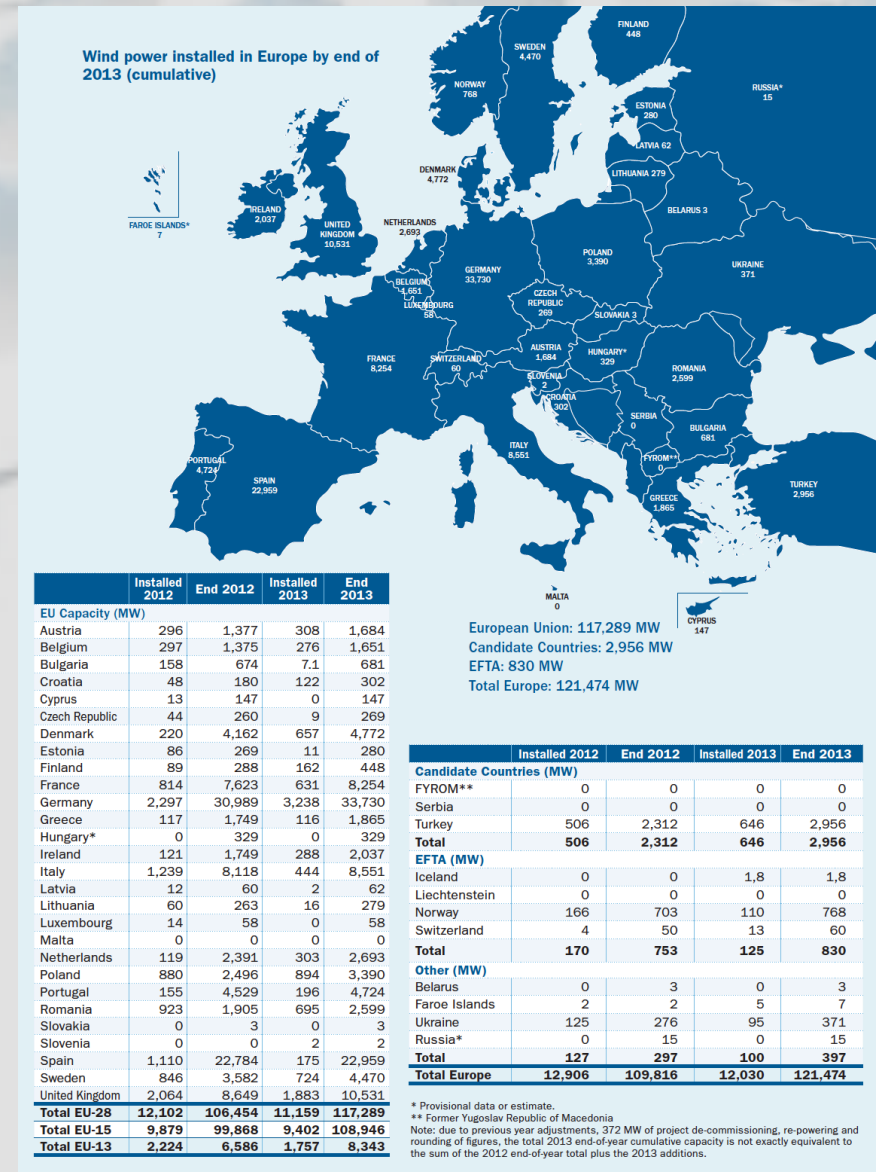 Wind power installed in Europe by end of
2013 (cumulative)
FINLAND
448
SWEDEN
4,470
NORWAY
768
RUSSIA*
15
ESTONIA
280
LATVIA 62
DENMARK
4,772
LITHUANIA 279
BELARUS 3
FAROE ISLANDS*
7
IRELAND
2,037
UNITED
KINGDOM
10,531
NETHERLANDS
2,693
POLAND
3,390
UKRAINE
371
GERMANY
33,730
BELGIUM
1,651
LUXEMBOURG
58
CZECH
REPUBLIC
269
SLOVAKIA 3
AUSTRIA
1,684
HUNGARY*
329
FRANCE
8,254
SWITZERLAND
60
ROMANIA
2,599
SLOVENIA
2
CROATIA
302
SERBIA
0
BULGARIA
681
ITALY
8,551
FYROM**
0
PORTUGAL
4,724
SPAIN
22,959
GREECE
1,865
TURKEY
2,956
MALTA
0
CYPRUS
147
European Union: 117,289 MW
Candidate Countries: 2,956 MW
EFTA: 830 MW
Total Europe: 121,474 MW
Installed 2012 End 2012 Installed 2013 End 2013
EU Capacity (MW)
Austria 296 1,377 308 1,684
Belgium 297 1,375 276 1,651
Bulgaria 158 674 7.1 681
Croatia 48 180 122 302
Cyprus 13 147 0 147
Czech Republic 44 260 9 269
Denmark 220 4,162 657 4,772
Estonia 86 269 11 280
Finland 89 288 162 448
France 814 7,623 631 8,254
Germany 2,297 30,989 3,238 33,730
Greece 117 1,749 116 1,865
Hungary* 0 329 0 329
Ireland 121 1,749 288 2,037
Italy 1,239 8,118 444 8,551
Latvia 12 60 2 62
Lithuania 60 263 16 279
Luxembourg 14 58 0 58
Malta 0 0 0 0
Netherlands 119 2,391 303 2,693
Poland 880 2,496 894 3,390
Portugal 155 4,529 196 4,724
Romania 923 1,905 695 2,599
Slovakia 0 3 0 3
Slovenia 0 0 2 2
Spain 1,110 22,784 175 22,959
Sweden 846 3,582 724 4,470
United Kingdom 2,064 8,649 1,883 10,531
Total EU-28 12,102 106,454 11,159 117,289
Total EU-15 9,879 99,868 9,402 108,946
Total EU-13 2,224 6,586 1,757 8,343
Installed 2012 End 2012 Installed 2013 End 2013
Candidate Countries (MW)
FYROM** 0 0 0 0
Serbia 0 0 0 0
Turkey 506 2,312 646 2,956
Total 506 2,312 646 2,956
EFTA (MW)
Iceland 0 0 1,8 1,8
Liechtenstein 0 0 0 0
Norway 166 703 110 768
Switzerland 4 50 13 60
Total 170 753 125 830
Other (MW)
Belarus 0 3 0 3
Faroe Islands 2 2 5 7
Ukraine 125 276 95 371
Russia* 0 15 0 15
Total 127 297 100 397
Total Europe 12,906 109,816 12,030 121,474
* Provisional data or estimate.
** Former Yugoslav Republic of Macedonia
Note: due to previous year adjustments, 372 MW of project de-commissioning, re-powering and
rounding of figures, the total 2013 end-of-year cumulative capacity is not exactly equivalent to
the sum of the 2012 end-of-year total plus the 2013 additions.